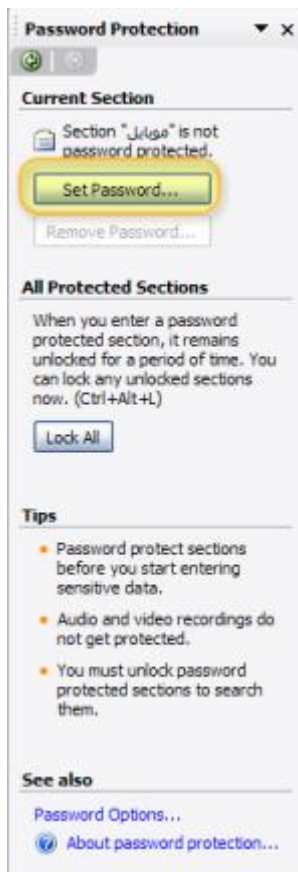 Password Protection
Current Section
Section "موبایل" is not
password protected.
Set Password...
Remove Password...
All Protected Sections
When you enter a password
protected section, it remains
unlocked for a period of time. You
can lock any unlocked sections
now. (Ctrl+Alt+L)
Lock All
Tips
Password protect sections
before you start entering
sensitive data.
Audio and video recordings do
not get protected.
You must unlock password
protected sections to search
them.
See also
Password Options...
About password protection...